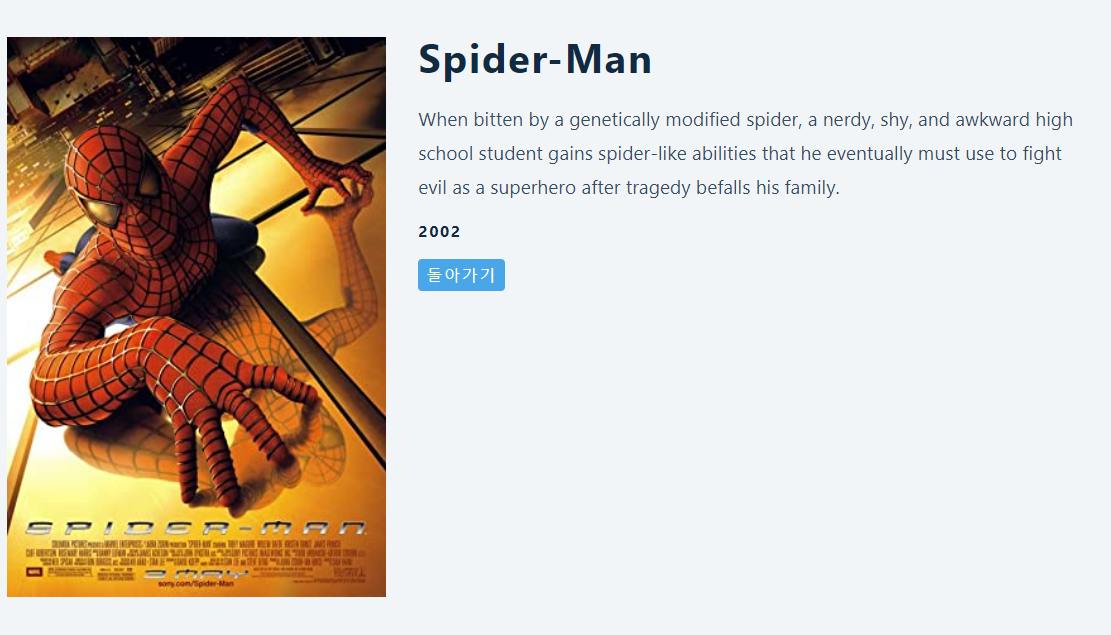 Spider-Man
When bitten by a genetically modified spider, a nerdy, shy, and awkward high
school student gains spider-like abilities that he eventually must use to fight
evil as a superhero after tragedy befalls his family.
2002
돌아가기
SPIDER-MAN
3 MAY
sony.com/Spider-Man